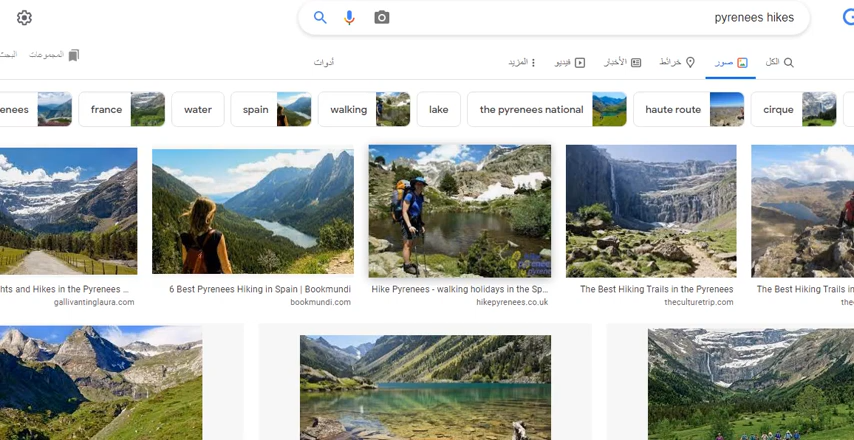 pyrenees hikes
الكل
صور
خرائط
الأخبار
فيديو
المزيد
أدوات
المجموعات
enees
france
water
spain
walking
lake
the pyrenees national
haute route
cirque
hts and Hikes in the Pyrenees ...
gallivantinglaura.com
6 Best Pyrenees Hiking in Spain | Bookmundi
bookmundi.com
Hike Pyrenees - walking holidays in the Sp...
hikepyrenees.co.uk
The Best Hiking Trails in the Pyrenees
theculturetrip.com
The Best Hiking Trails in